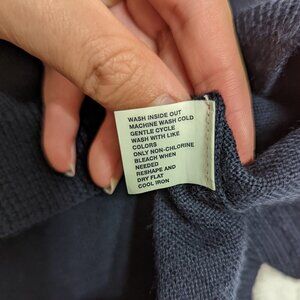 WASH INSIDE OUT
MACHINE WASH COLD
GENTLE CYCLE
WASH WITH LIKE
COLORS
ONLY NON-CHLORINE
BLEACH WHEN
NEEDED
RESHAPE AND
DRY FLAT
COOL IRON